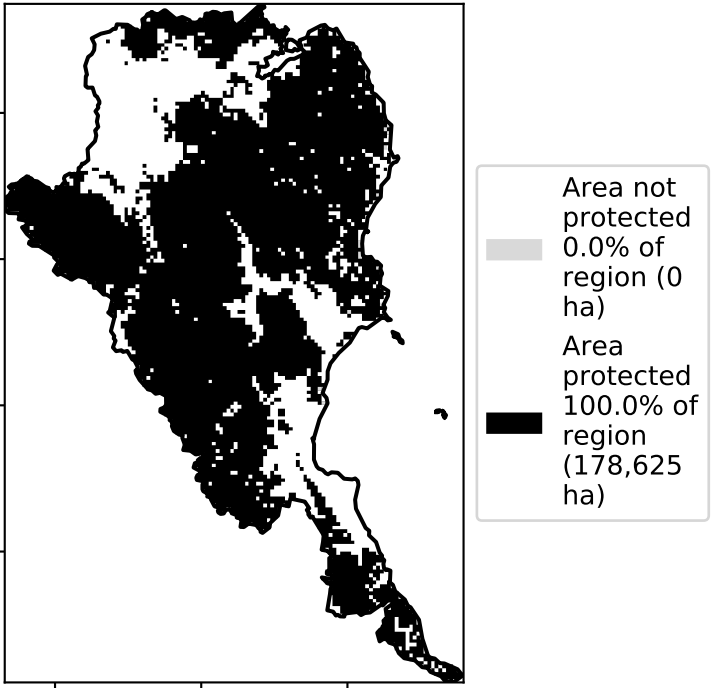 Area not
protected
0.0% of
region (0
ha)
Area
protected
100.0% of
region
(178,625
ha)